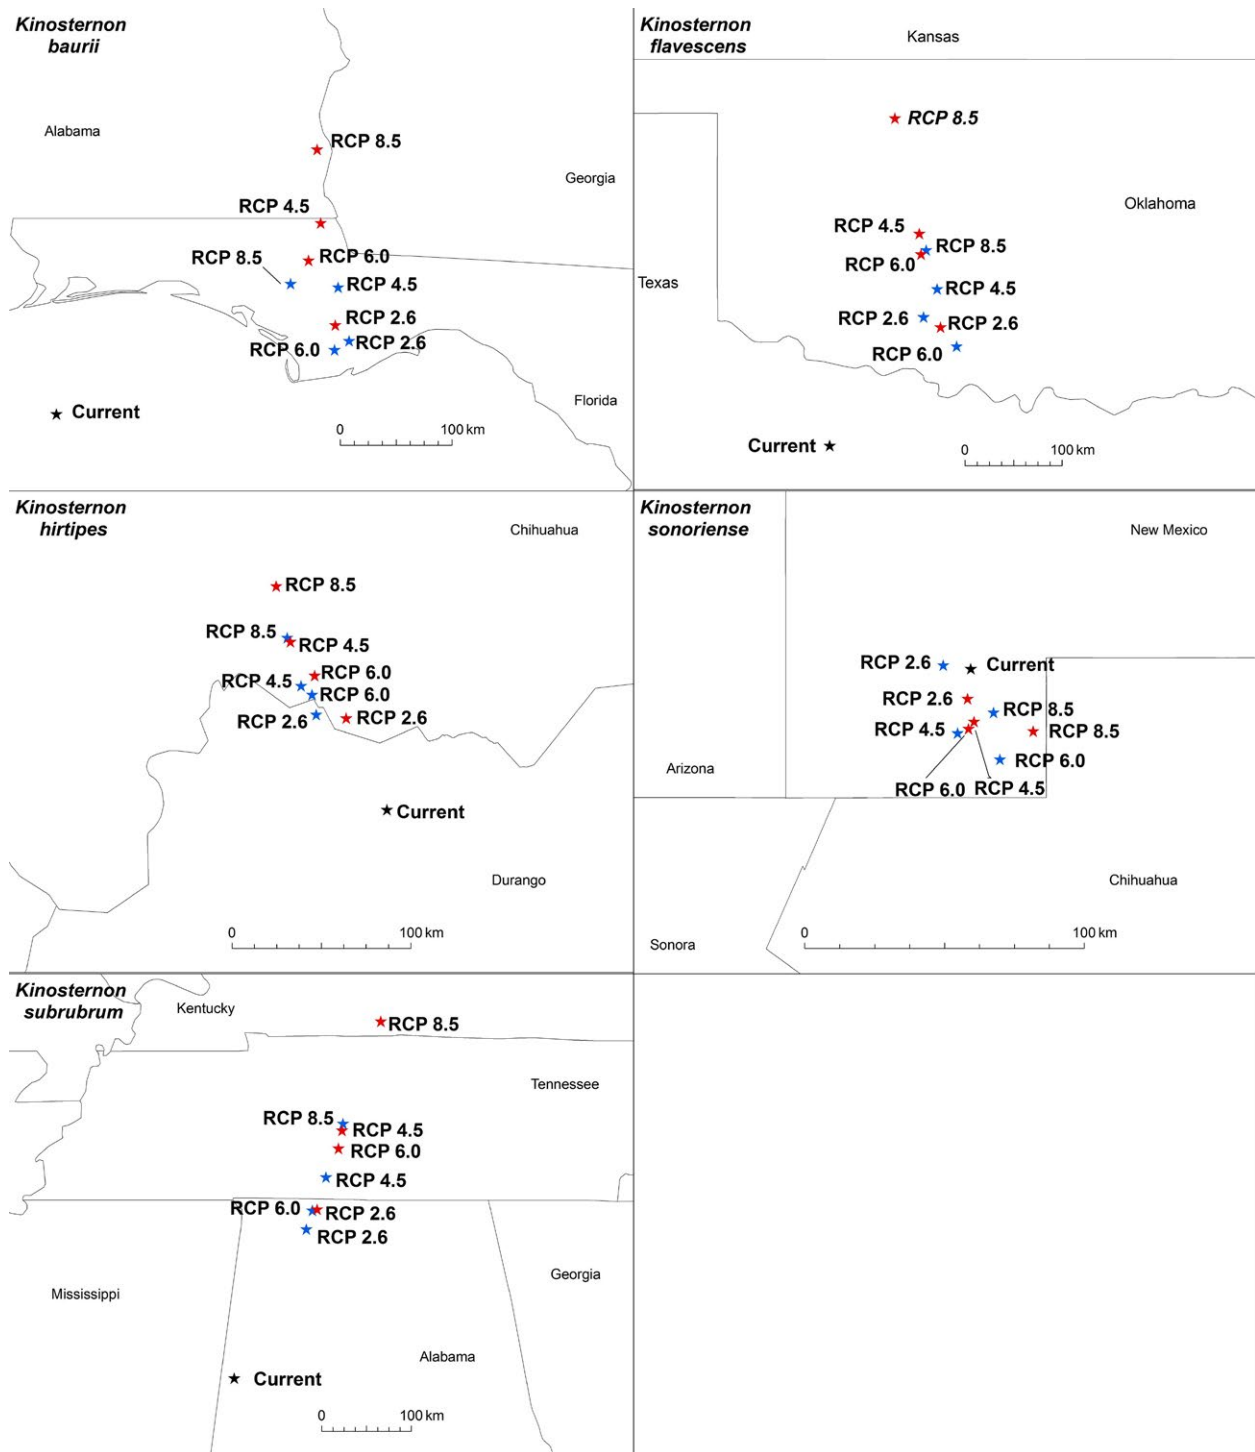 Kinosternon
baurii
Alabama
RCP 8.5
Georgia
RCP 4.5
RCP 8.5
RCP 6.0
RCP 4.5
RCP 2.6
RCP 6.0
RCP 2.6
Florida
Current
0 100 km
Kinosternon
flavescens
Kansas
RCP 8.5
Oklahoma
RCP 4.5
RCP 8.5
RCP 6.0
Texas
RCP 4.5
RCP 2.6
RCP 2.6
RCP 6.0
Current
0 100 km
Kinosternon
hirtipes
Chihuahua
RCP 8.5
RCP 8.5
RCP 4.5
RCP 6.0
RCP 4.5
RCP 6.0
RCP 2.6
RCP 2.6
Current
Durango
0 100 km
Kinosternon
sonoriense
New Mexico
RCP 2.6
Current
RCP 2.6
RCP 8.5
RCP 4.5
RCP 8.5
RCP 6.0
Arizona
RCP 6.0
RCP 4.5
Chihuahua
0 100 km
Sonora
Kinosternon
subrubrum
Kentucky
RCP 8.5
Tennessee
RCP 8.5
RCP 4.5
RCP 6.0
RCP 4.5
RCP 6.0
RCP 2.6
RCP 2.6
Georgia
Mississippi
Alabama
Current
0 100 km